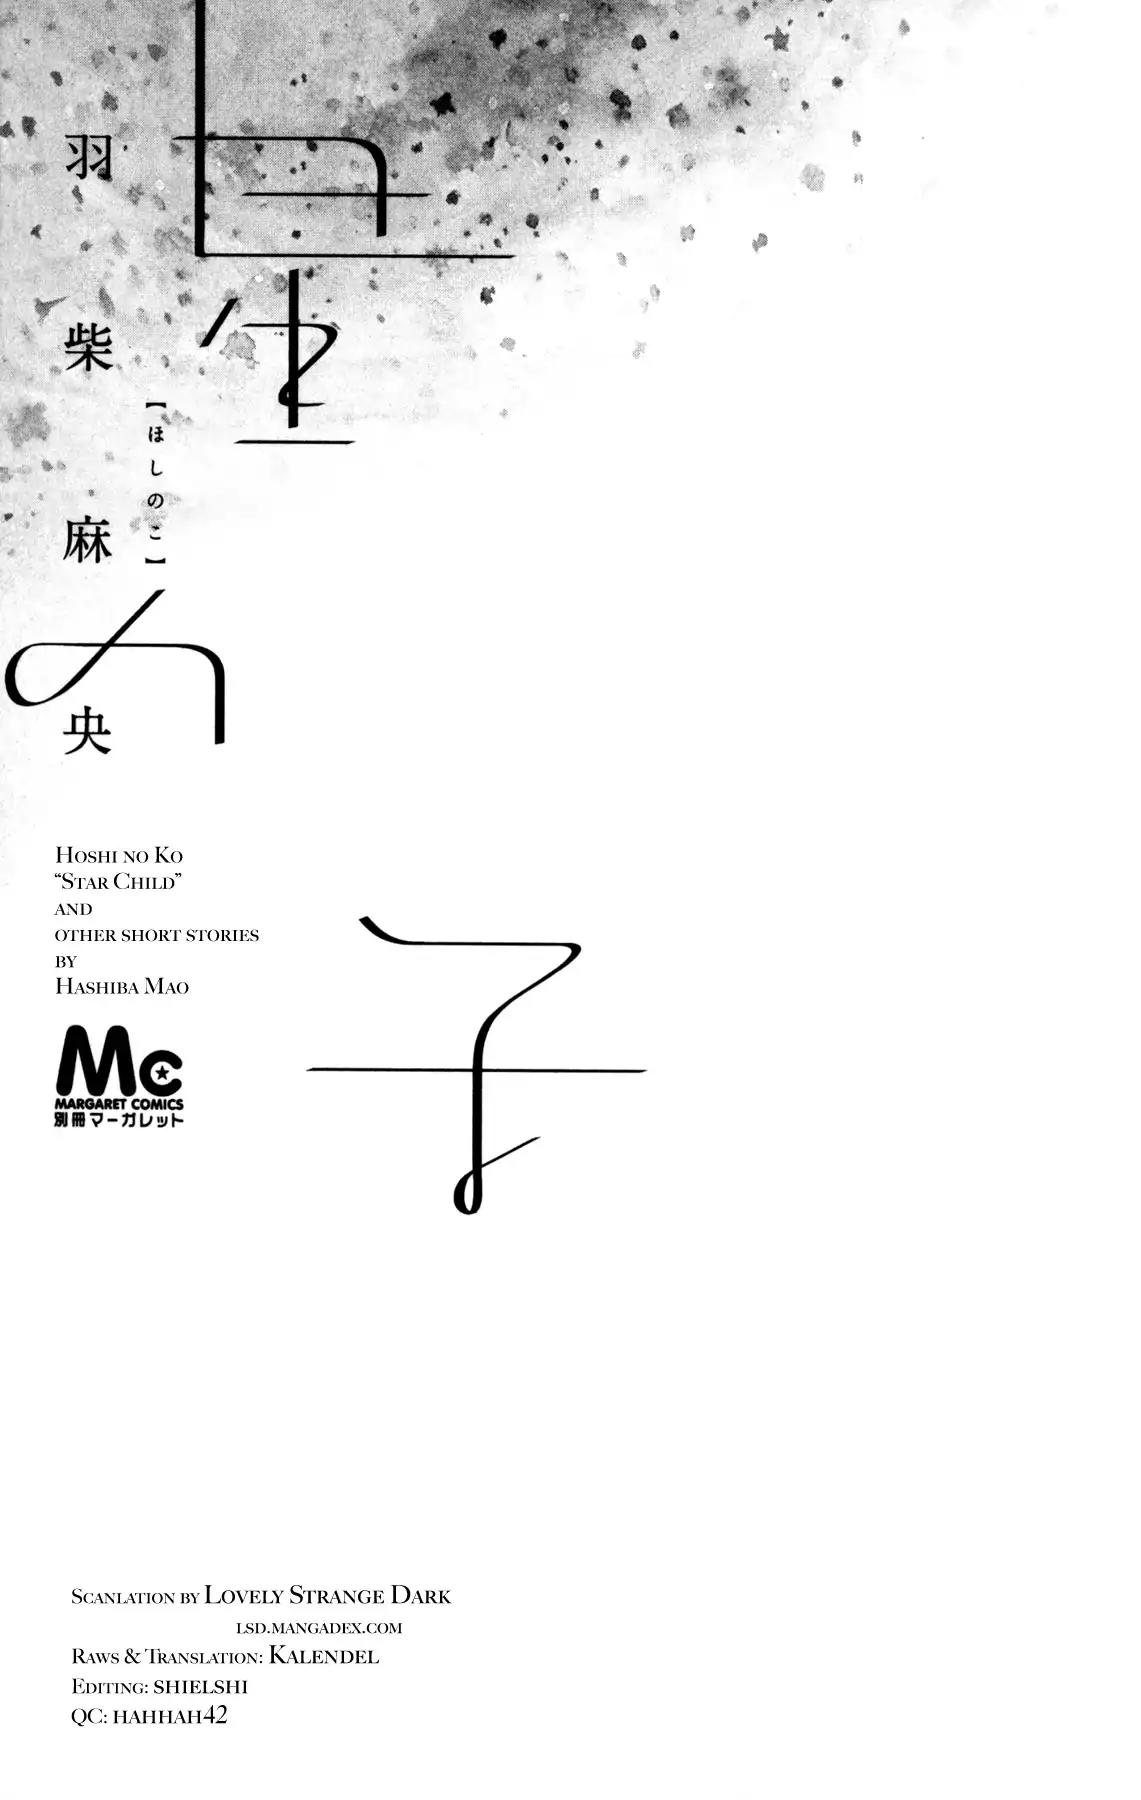 星の子
【ほしのこ】
羽柴麻央
Hoshi no Ko
“Star Child”
and
other short stories
by
Hashiba Mao
Mc
MARGARET COMICS
別冊マーガレット
Scanlation by Lovely Strange Dark
lsd.mangadex.com
Raws & Translation: Kalendel
Editing: shielshi
QC: hahhah42